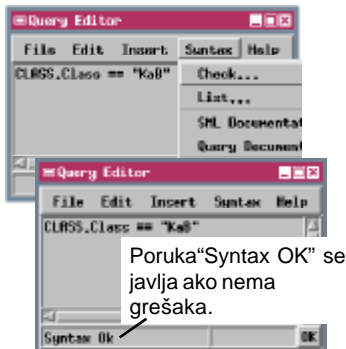 Query Editor
File Edit Insert Syntax Help
CLASS.Class == "KaB"
Check...
List...
SML Documentat
Query Document
Query Editor
File Edit Insert Syntax Help
CLASS.Class == "KaB"
Poruka“Syntax OK” se
javlja ako nema
grešaka.
Syntax Ok
OK